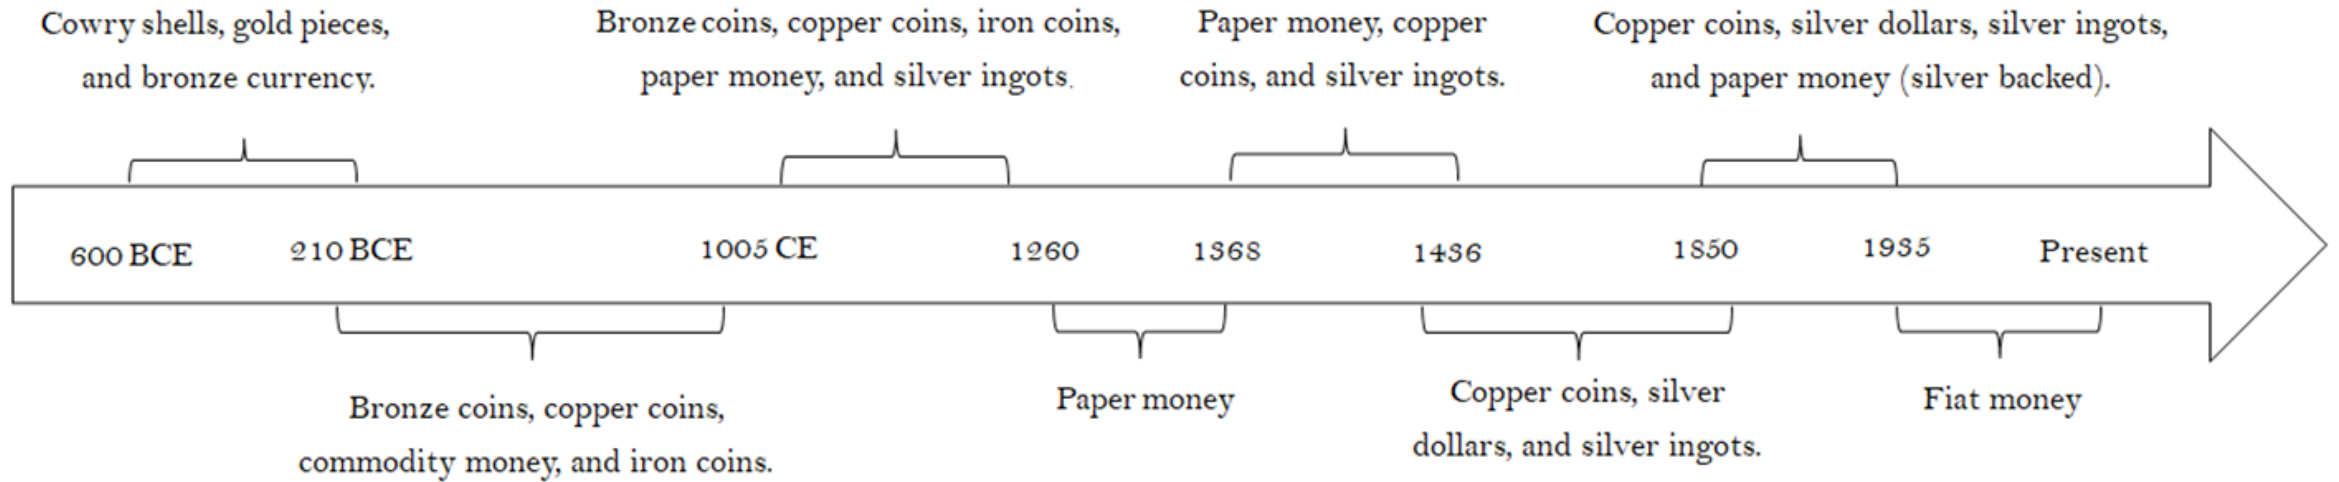 Cowry shells, gold pieces,
and bronze currency.
Bronze coins, copper coins, iron coins,
paper money, and silver ingots.
Paper money, copper
coins, and silver ingots.
Copper coins, silver dollars, silver ingots,
and paper money (silver backed).
600 BCE
210 BCE
1005 CE
1260
1368
1436
1850
1935
Present
Bronze coins, copper coins,
commodity money, and iron coins.
Paper money
Copper coins, silver
dollars, and silver ingots.
Fiat money